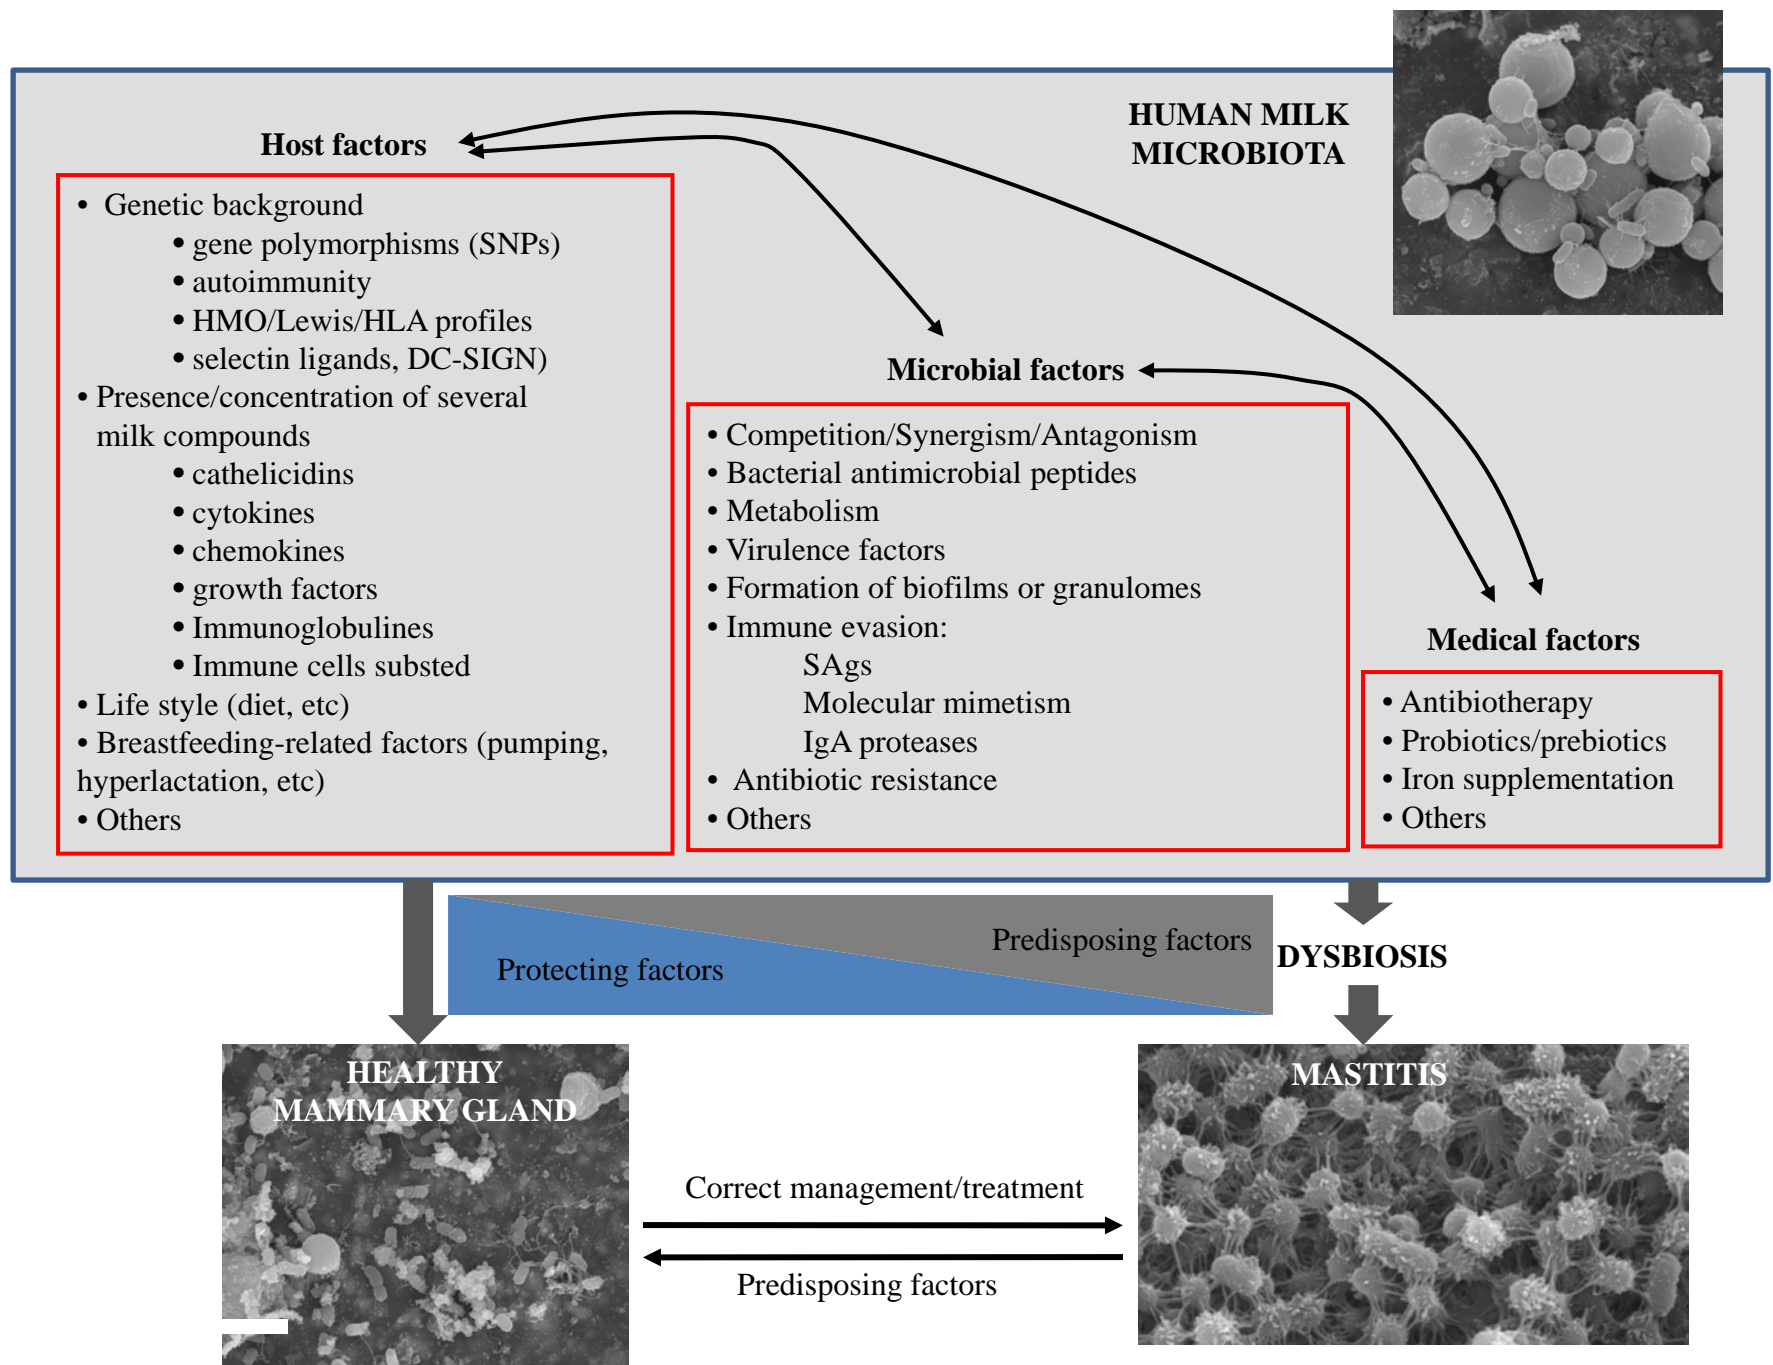 HUMAN MILK
MICROBIOTA
Host factors
• Genetic background
• gene polymorphisms (SNPs)
• autoimmunity
• HMO/Lewis/HLA profiles
• selectin ligands, DC-SIGN)
• Presence/concentration of several
milk compounds
• cathelicidins
• cytokines
• chemokines
• growth factors
• Immunoglobulines
• Immune cells substed
• Life style (diet, etc)
• Breastfeeding-related factors (pumping,
hyperlactation, etc)
• Others
Microbial factors
• Competition/Synergism/Antagonism
• Bacterial antimicrobial peptides
• Metabolism
• Virulence factors
• Formation of biofilms or granulomes
• Immune evasion:
SAgs
Molecular mimetism
IgA proteases
• Antibiotic resistance
• Others
Medical factors
• Antibiotherapy
• Probiotics/prebiotics
• Iron supplementation
• Others
Predisposing factors
Protecting factors
DYSBIOSIS
HEALTHY
MAMMARY GLAND
MASTITIS
Correct management/treatment
Predisposing factors